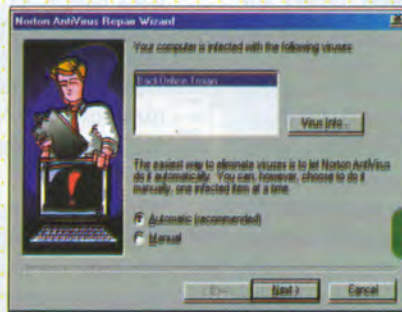 Norton AntiVirus Repair Wizard
Your computer is infected with the following viruses
Trojan
Virus Info...
The easiest way to eliminate viruses is to let Norton AntiVirus
do it automatically. You can, however, choose to do it
manually, one infected item at a time.
Automatic (recommended)
Manual
Next >
Cancel